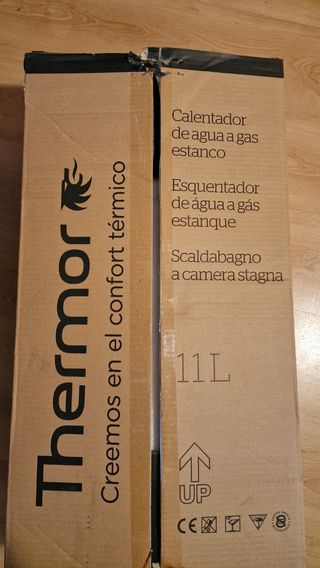 Thermor
Creemos en el confort térmico
Calentador
de agua a gas
estanco
Esquentador
de água a gás
estanque
Scaldabagno
a camera stagna
11L
UP
CE